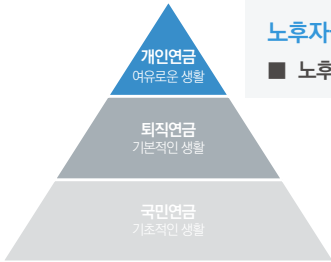 개인연금
여유로운 생활
퇴직연금
기본적인 생활
국민연금
기초적인 생활
노후자
■ 노후